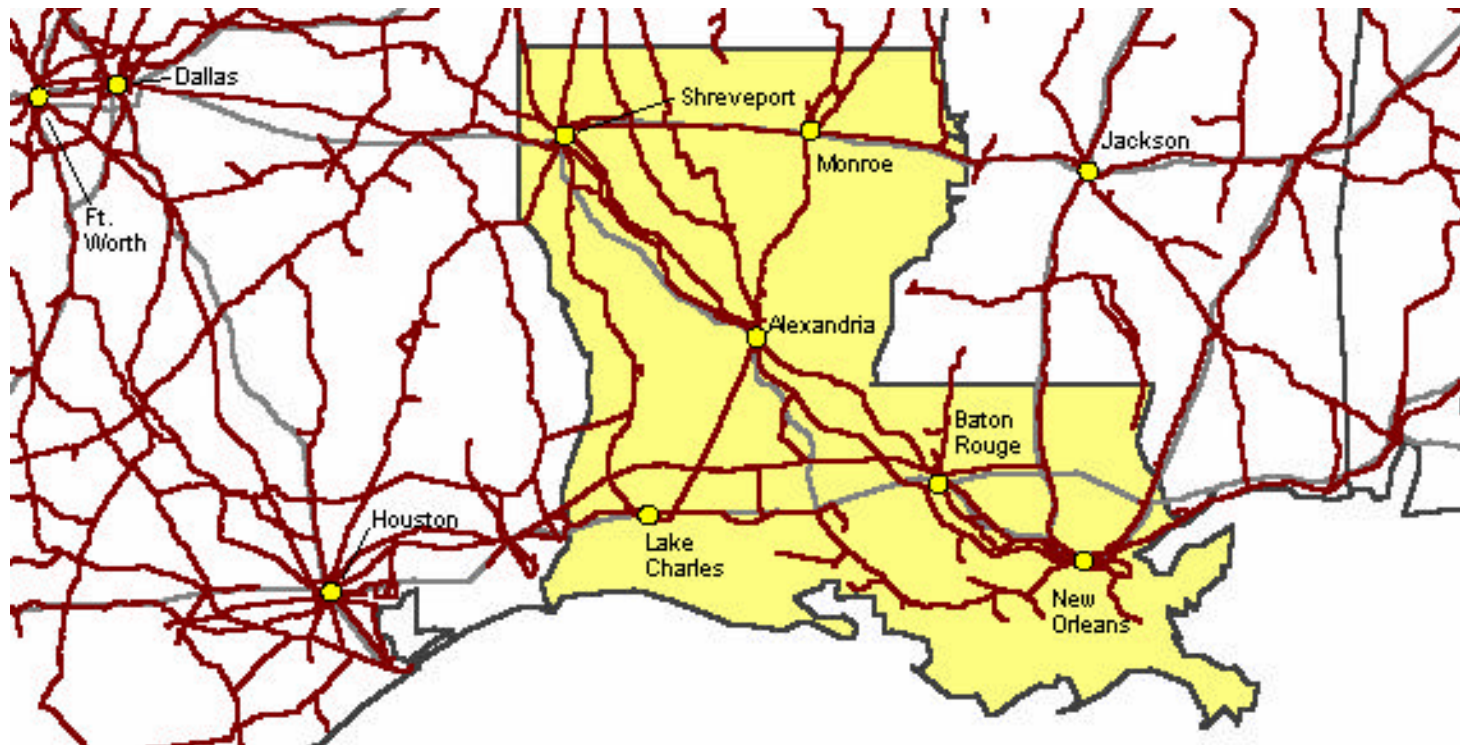 Dallas
Shreveport
Jackson
Monroe
Ft.
Worth
Alexandria
Baton
Rouge
Houston
Lake
Charles
New
Orleans